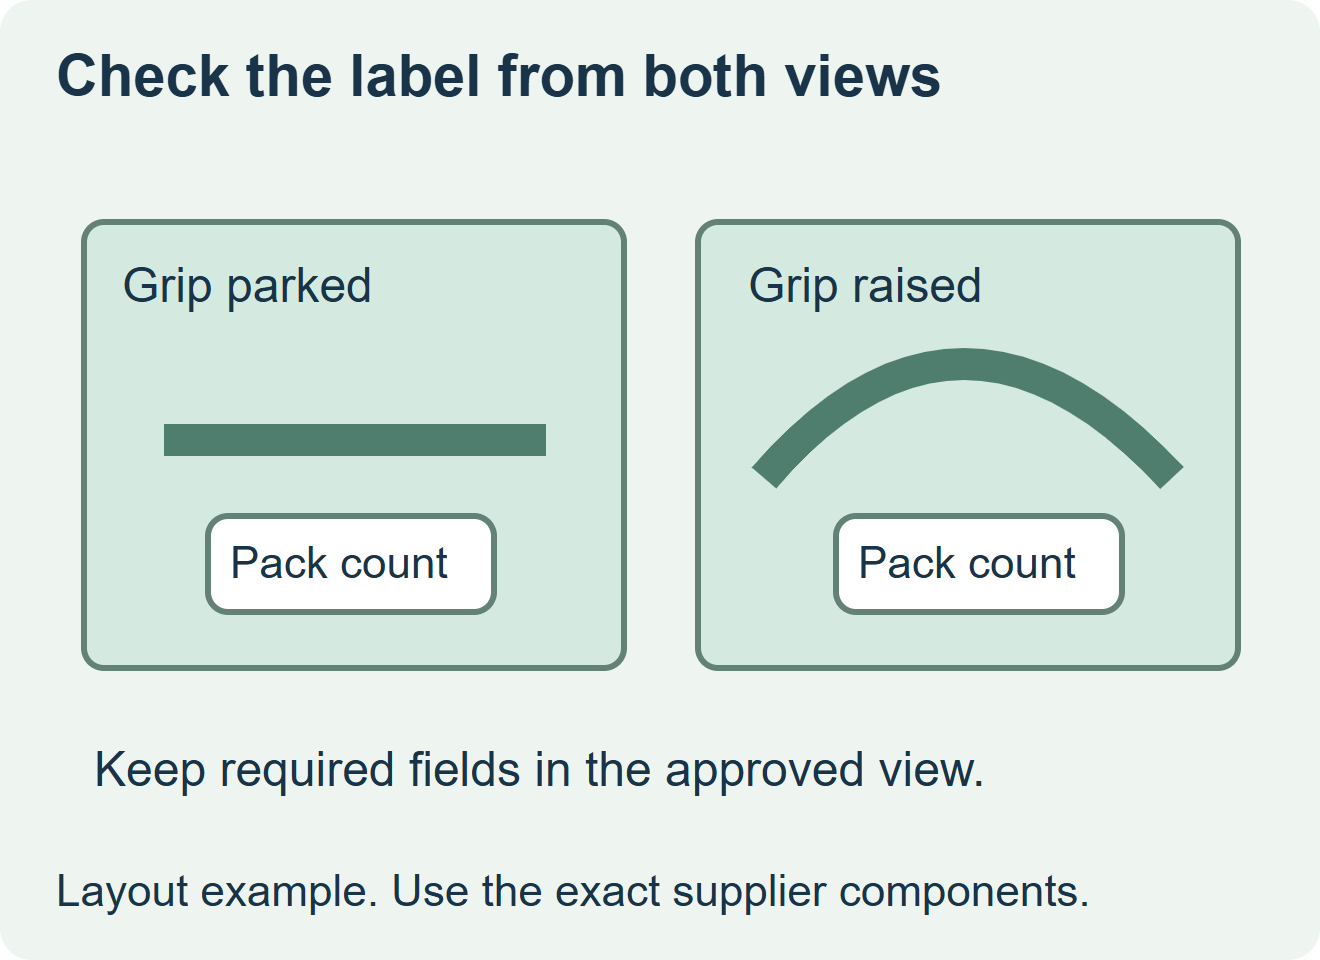 Check the label from both views
Grip parked
Pack count
Grip raised
Pack count
Keep required fields in the approved view.
Layout example. Use the exact supplier components.